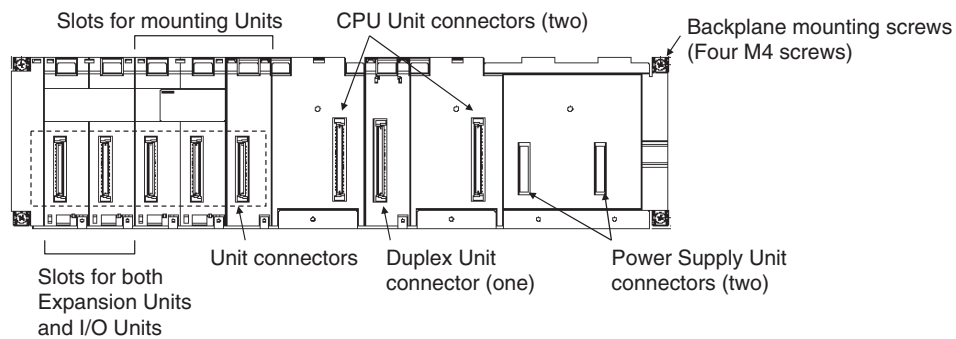 Slots for mounting Units
CPU Unit connectors (two)
Backplane mounting screws
(Four M4 screws)
Unit connectors
Duplex Unit
connector (one)
Power Supply Unit
connectors (two)
Slots for both
Expansion Units
and I/O Units